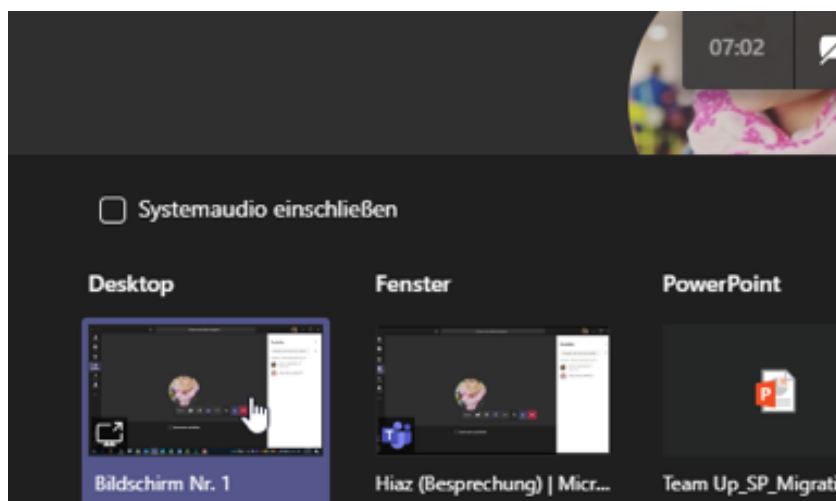 07:02
Systemaudio einschließen
Desktop
Fenster
PowerPoint
P
Bildschirm Nr. 1
Hiaz (Besprechung) | Micr...
Team Up_SP_Migrat